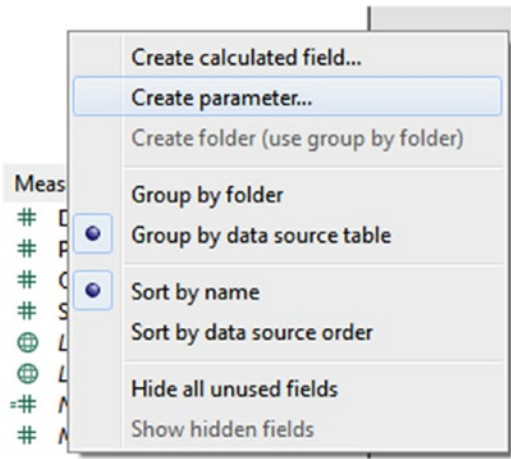 Create calculated field...
Create parameter...
Create folder (use group by folder)
Group by folder
Meas
Group by data source table
Sort by name
Sort by data source order
Hide all unused fields
Show hidden fields